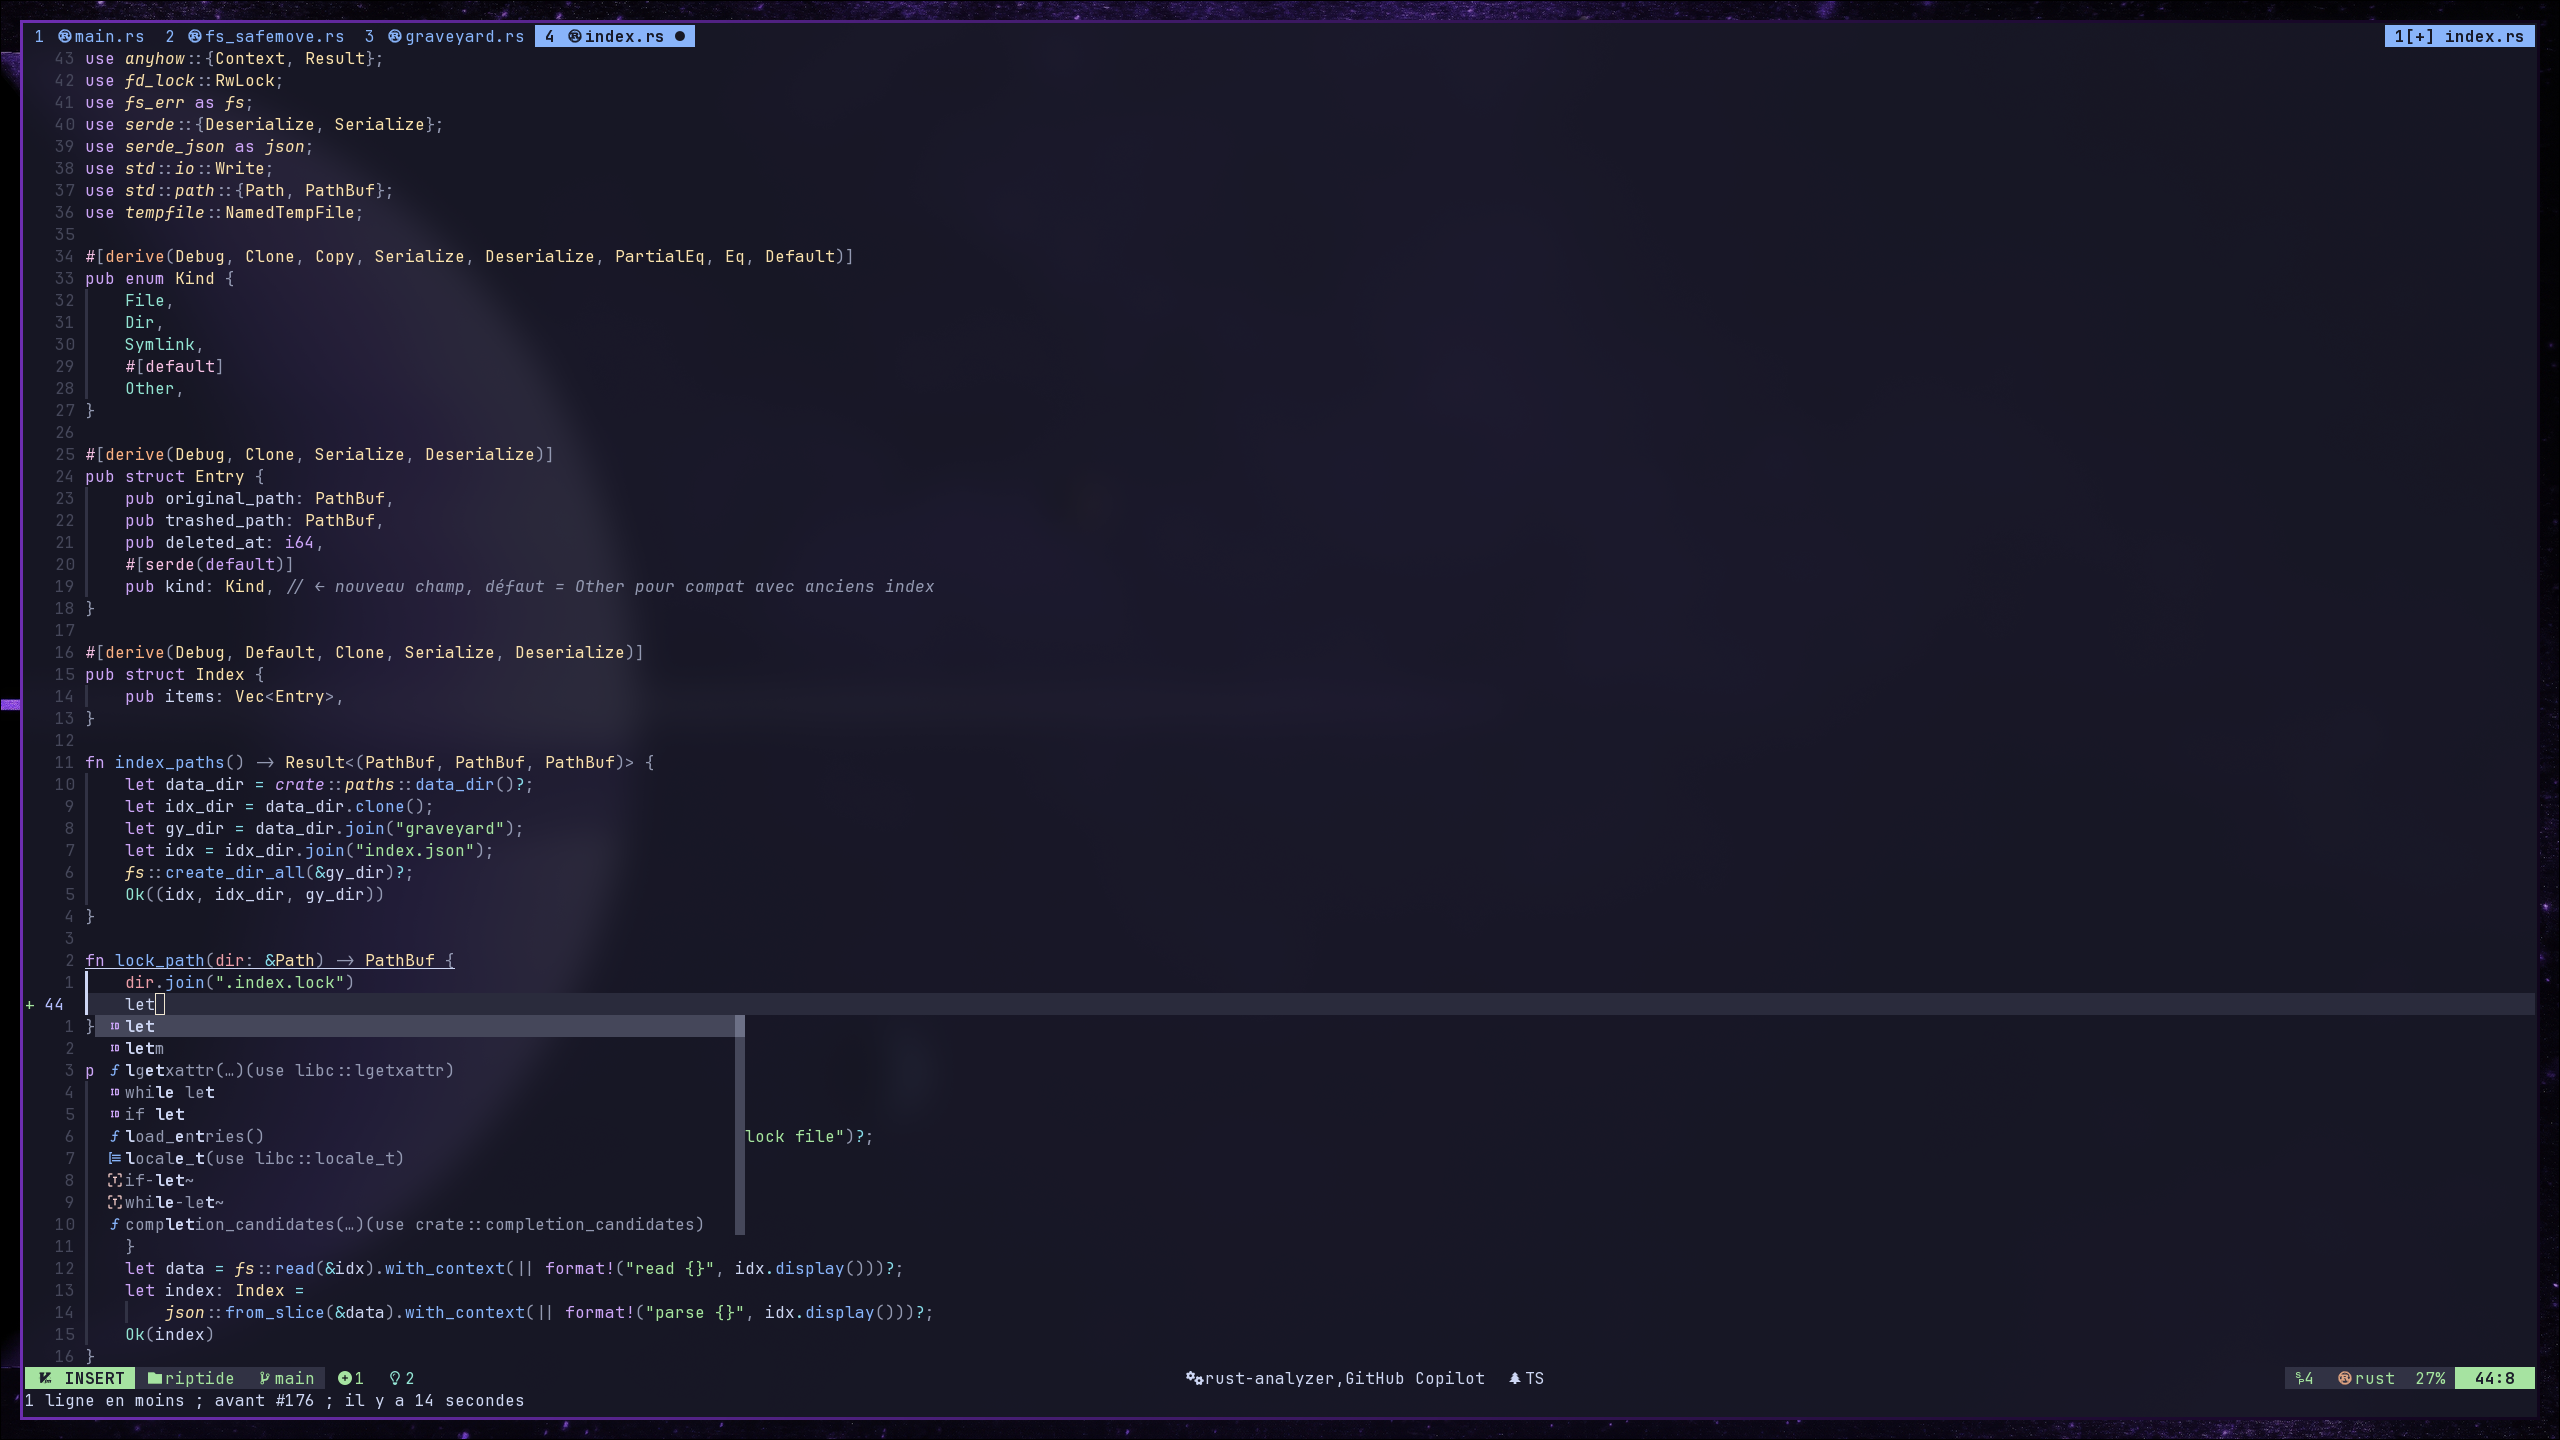 1 main.rs 2 fs_safemove.rs 3 graveyard.rs 4 index.rs ● 1[+] index.rs
43 use anyhow::{Context, Result};
42 use fd_lock::RwLock;
41 use fs_err as fs;
40 use serde::{Deserialize, Serialize};
39 use serde_json as json;
38 use std::io::Write;
37 use std::path::{Path, PathBuf};
36 use tempfile::NamedTempFile;
35
34 #[derive(Debug, Clone, Copy, Serialize, Deserialize, PartialEq, Eq, Default)]
33 pub enum Kind {
32     File,
31     Dir,
30     Symlink,
29     #[default]
28     Other,
27 }
26
25 #[derive(Debug, Clone, Serialize, Deserialize)]
24 pub struct Entry {
23     pub original_path: PathBuf,
22     pub trashed_path: PathBuf,
21     pub deleted_at: i64,
20     #[serde(default)]
19     pub kind: Kind, // ← nouveau champ, défaut = Other pour compat avec anciens index
18 }
17
16 #[derive(Debug, Default, Clone, Serialize, Deserialize)]
15 pub struct Index {
14     pub items: Vec<Entry>,
13 }
12
11 fn index_paths() -> Result<(PathBuf, PathBuf, PathBuf)> {
10     let data_dir = crate::paths::data_dir()?;
9     let idx_dir = data_dir.clone();
8     let gy_dir = data_dir.join("graveyard");
7     let idx = idx_dir.join("index.json");
6     fs::create_dir_all(&gy_dir)?;
5     Ok((idx, idx_dir, gy_dir))
4 }
3
2 fn lock_path(dir: &Path) -> PathBuf {
1     dir.join(".index.lock")
+ 44     let
1 } let
2 letm
3 p lgetxattr(…)(use libc::lgetxattr)
4 while let
5 if let
6 load_entries() lock file")?;
7 locale_t(use libc::locale_t)
8 if-let~
9 while-let~
10 completion_candidates(…)(use crate::completion_candidates)
11     }
12     let data = fs::read(&idx).with_context(|| format!("read {}", idx.display()))?;
13     let index: Index =
14         json::from_slice(&data).with_context(|| format!("parse {}", idx.display()))?;
15     Ok(index)
16 }
INSERT riptide main 1 2 rust-analyzer,GitHub Copilot TS 4 rust 27% 44:8
1 ligne en moins ; avant #176 ; il y a 14 secondes